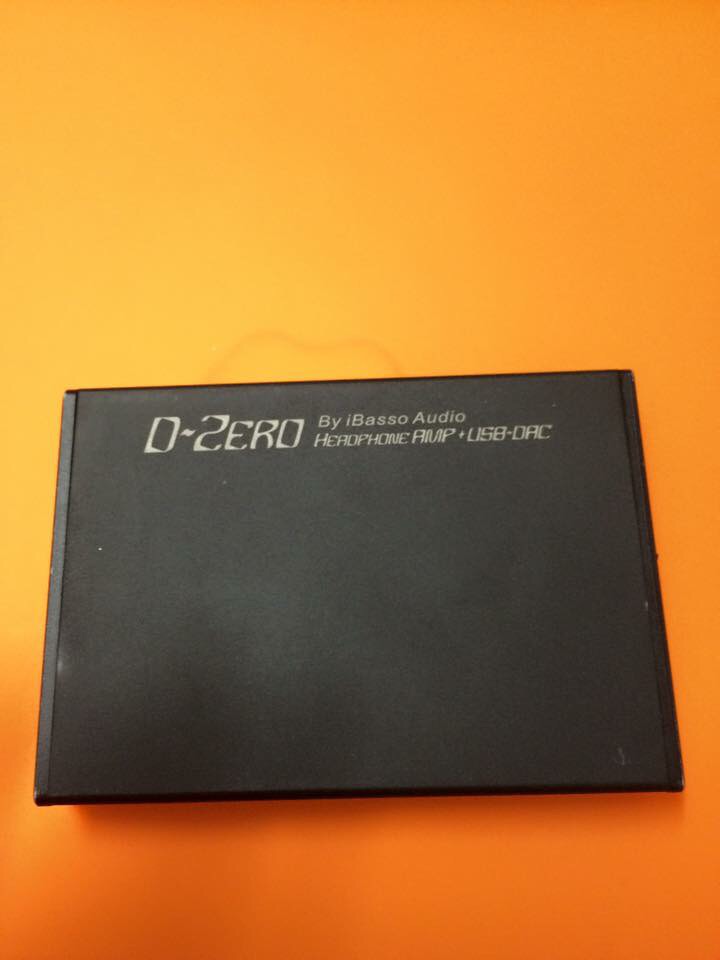 D~ZERO
By iBasso Audio
HEADPHONE AMP + USB-DAC